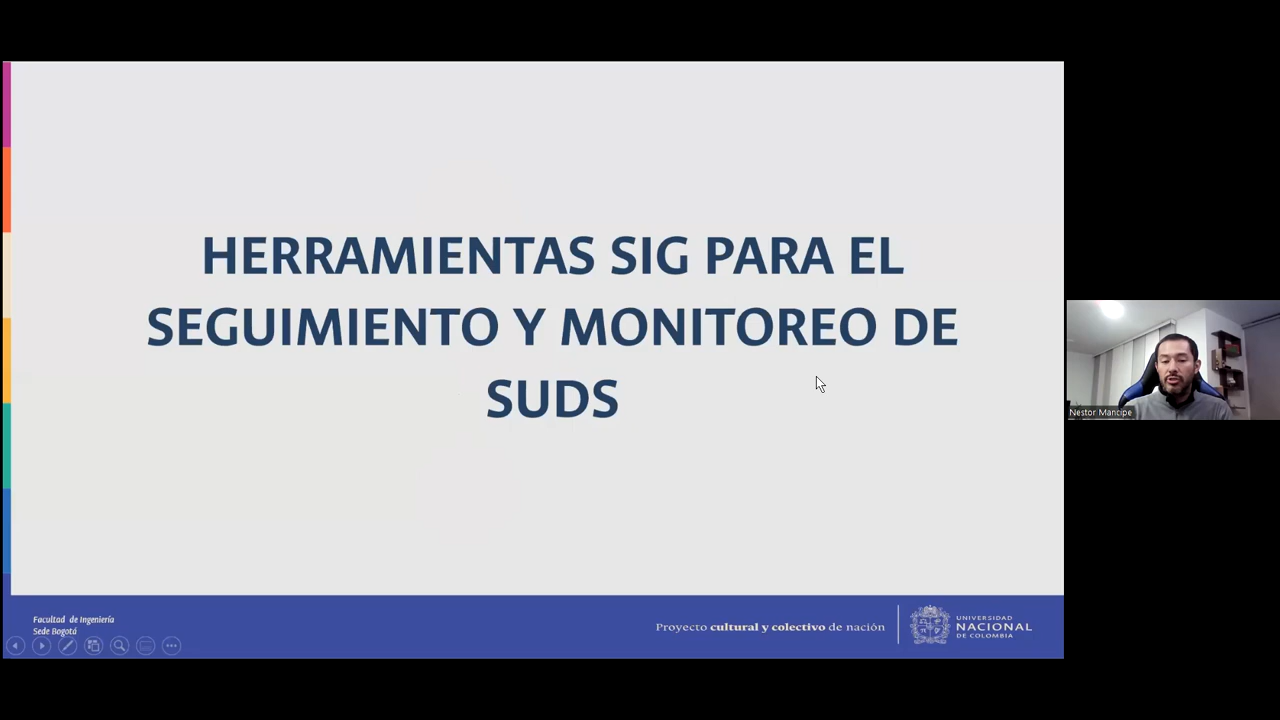 HERRAMIENTAS SIG PARA EL
SEGUIMIENTO Y MONITOREO DE
SUDS
Nestor Mancipe
Facultad de Ingeniería
Sede Bogotá
Proyecto cultural y colectivo de nación
UNIVERSIDAD
NACIONAL
DE COLOMBIA